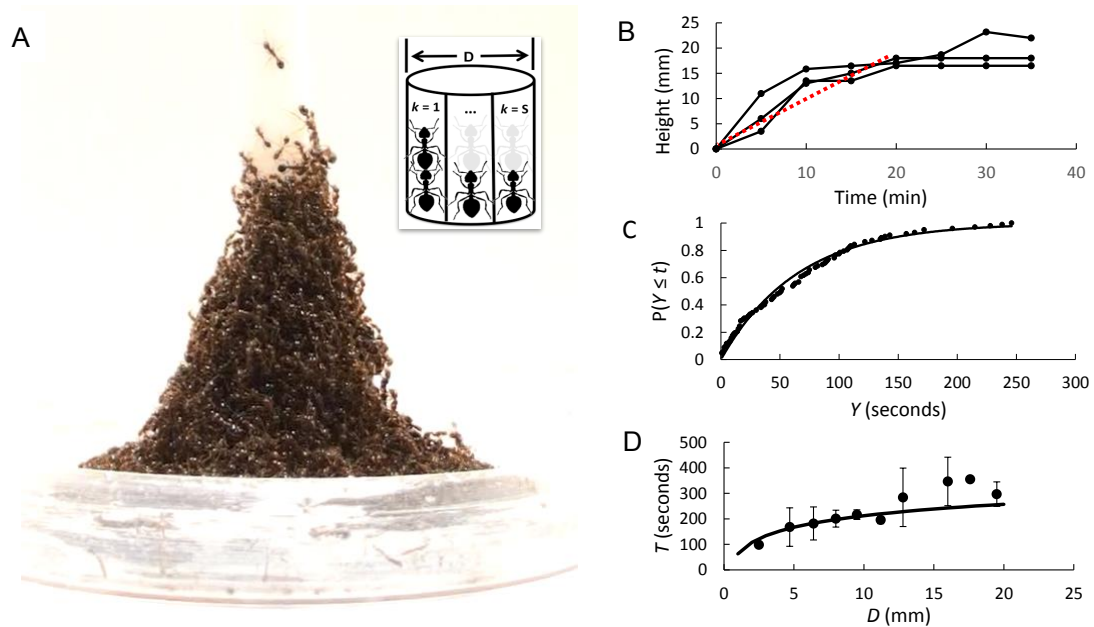 A
D
k = 1
...
k = S
B
Height (mm)
25
20
15
10
5
0
0
10
20
30
40
Time (min)
C
P(Y ≤ t)
1
0.8
0.6
0.4
0.2
0
0
50
100
150
200
250
300
Y (seconds)
D
T (seconds)
500
400
300
200
100
0
0
5
10
15
20
25
D (mm)